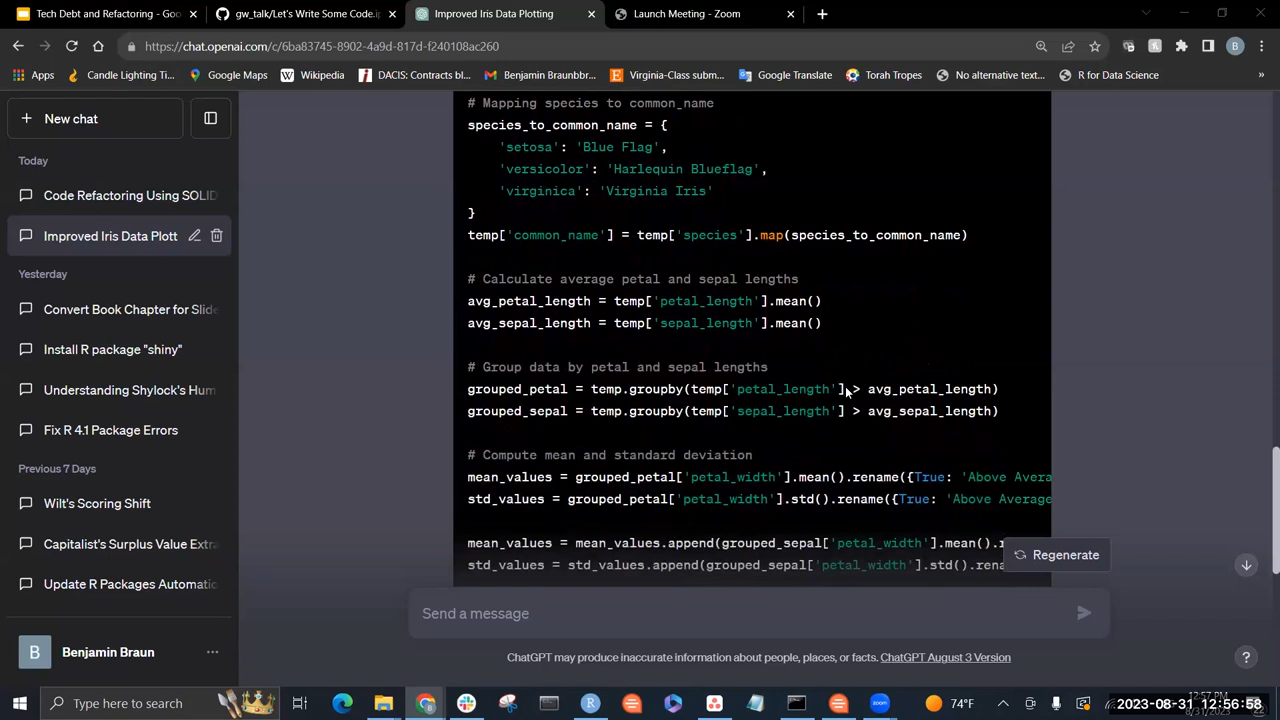 Tech Debt and Refactoring - Goo
gw_talk/Let's Write Some Code.ip
Improved Iris Data Plotting
Launch Meeting - Zoom
https://chat.openai.com/c/6ba83745-8902-4a9d-817d-f240108ac260
B
Apps
Candle Lighting Ti...
Google Maps
Wikipedia
DACIS: Contracts bl...
Benjamin Braunbr...
Virginia-Class subm...
Google Translate
Torah Tropes
No alternative text...
R for Data Science
»
+ New chat
Today
Code Refactoring Using SOLID
Improved Iris Data Plott
Yesterday
Convert Book Chapter for Slide
Install R package "shiny"
Understanding Shylock's Hum
Fix R 4.1 Package Errors
Previous 7 Days
Wilt's Scoring Shift
Capitalist's Surplus Value Extra
Update R Packages Automatic
B Benjamin Braun ...
# Mapping species to common_name
species_to_common_name = {
'setosa': 'Blue Flag',
'versicolor': 'Harlequin Blueflag',
'virginica': 'Virginia Iris'
}
temp['common_name'] = temp['species'].map(species_to_common_name)
# Calculate average petal and sepal lengths
avg_petal_length = temp['petal_length'].mean()
avg_sepal_length = temp['sepal_length'].mean()
# Group data by petal and sepal lengths
grouped_petal = temp.groupby(temp['petal_length'] > avg_petal_length)
grouped_sepal = temp.groupby(temp['sepal_length'] > avg_sepal_length)
# Compute mean and standard deviation
mean_values = grouped_petal['petal_width'].mean().rename({True: 'Above Avera
std_values = grouped_petal['petal_width'].std().rename({True: 'Above Average
mean_values = mean_values.append(grouped_sepal['petal_width'].mean().r
std_values = std_values.append(grouped_sepal['petal_width'].std().rena
Regenerate
Send a message
ChatGPT may produce inaccurate information about people, places, or facts. ChatGPT August 3 Version
?
Type here to search
74°F
2023-08-31 12:56:58